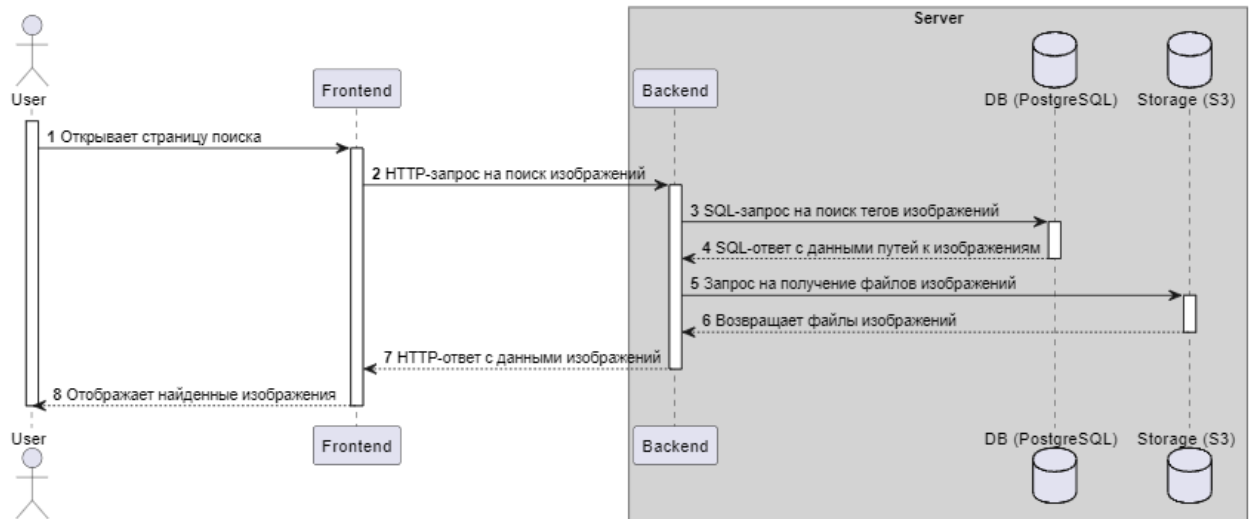 Server
User
Frontend
Backend
DB (PostgreSQL)
Storage (S3)
1 Открывает страницу поиска
2 HTTP-запрос на поиск изображений
3 SQL-запрос на поиск тегов изображений
4 SQL-ответ с данными путей к изображениям
5 Запрос на получение файлов изображений
6 Возвращает файлы изображений
7 HTTP-ответ с данными изображений
8 Отображает найденные изображения
User
Frontend
Backend
DB (PostgreSQL)
Storage (S3)